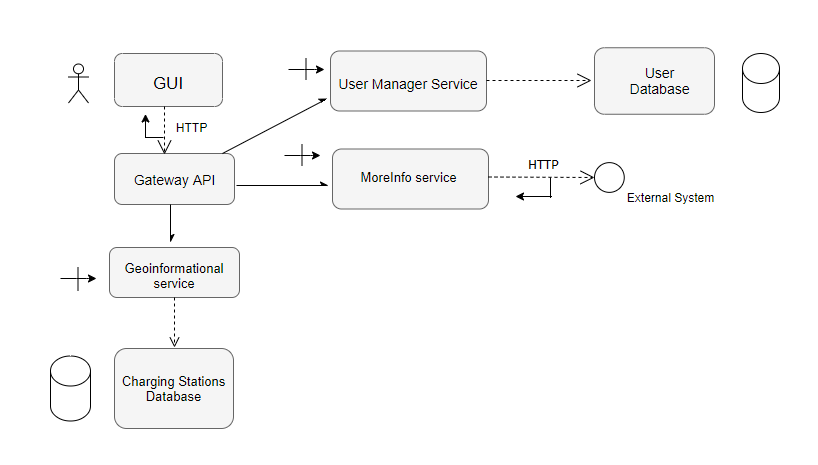 GUI
User Manager Service
User
Database
HTTP
Gateway API
MoreInfo service
HTTP
External System
Geoinformational
service
Charging Stations
Database